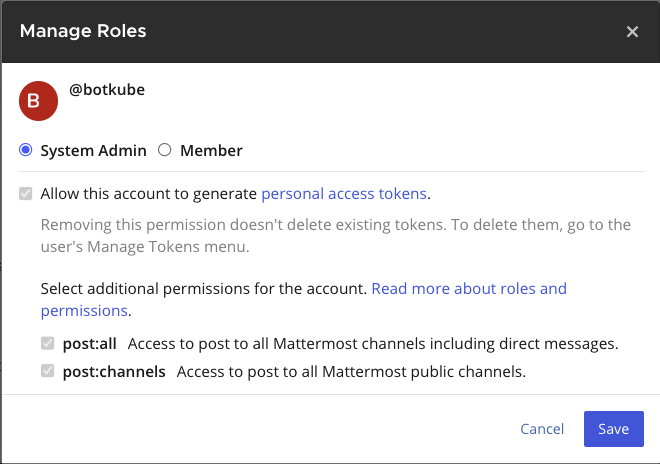 Manage Roles ×
B @botkube
System Admin Member
Allow this account to generate personal access tokens.
Removing this permission doesn't delete existing tokens. To delete them, go to the
user's Manage Tokens menu.
Select additional permissions for the account. Read more about roles and
permissions.
post:all Access to post to all Mattermost channels including direct messages.
post:channels Access to post to all Mattermost public channels.
Cancel Save